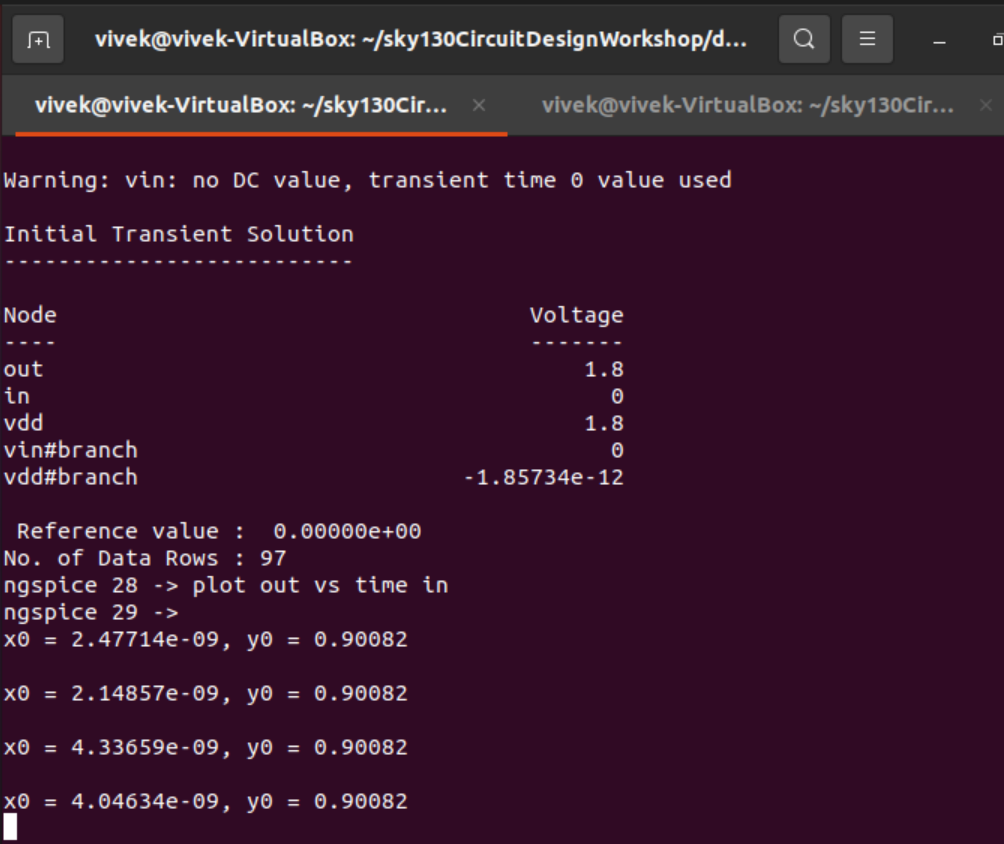 vivek@vivek-VirtualBox: ~/sky130CircuitDesignWorkshop/d...
vivek@vivek-VirtualBox: ~/sky130Cir... × vivek@vivek-VirtualBox: ~/sky130Cir... ×
Warning: vin: no DC value, transient time 0 value used
Initial Transient Solution
--------------------------
Node Voltage
---- -------
out 1.8
in 0
vdd 1.8
vin#branch 0
vdd#branch -1.85734e-12
Reference value : 0.00000e+00
No. of Data Rows : 97
ngspice 28 -> plot out vs time in
ngspice 29 ->
x0 = 2.47714e-09, y0 = 0.90082
x0 = 2.14857e-09, y0 = 0.90082
x0 = 4.33659e-09, y0 = 0.90082
x0 = 4.04634e-09, y0 = 0.90082